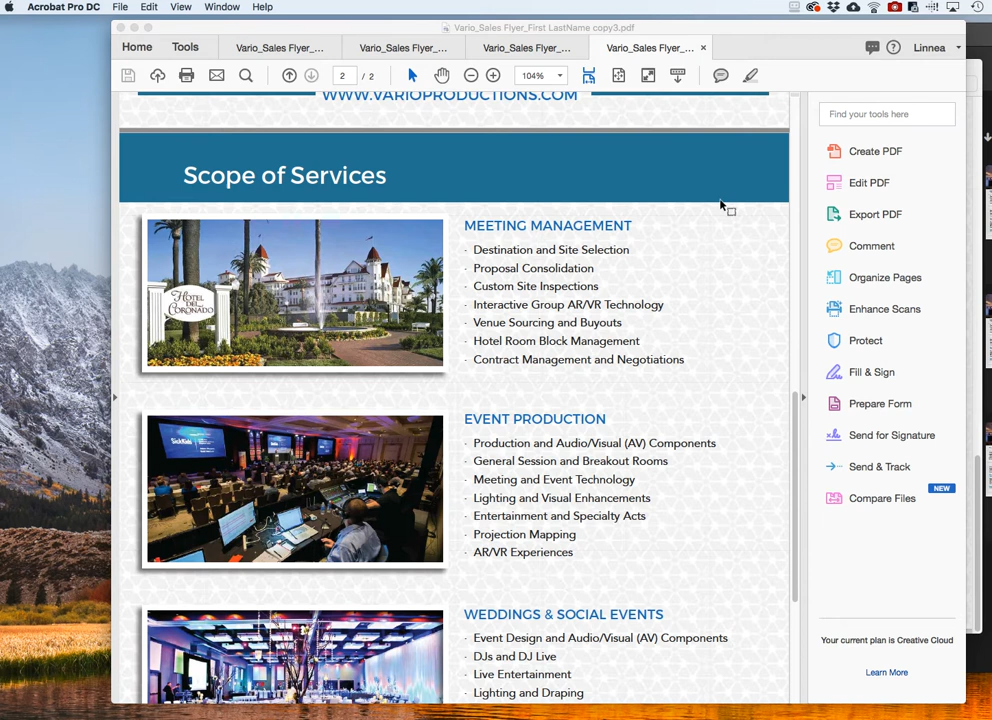 Acrobat Pro DC File Edit View Window Help
Vario_Sales Flyer_First LastName copy3.pdf
Home Tools Vario_Sales Flyer_... Vario_Sales Flyer_... Vario_Sales Flyer_... Vario_Sales Flyer_... × Linnea
2 / 2 104%
WWW.VARIOPRODUCTIONS.COM
Scope of Services
HOTEL DEL CORONADO
MEETING MANAGEMENT
- Destination and Site Selection
- Proposal Consolidation
- Custom Site Inspections
- Interactive Group AR/VR Technology
- Venue Sourcing and Buyouts
- Hotel Room Block Management
- Contract Management and Negotiations
SickKids
EVENT PRODUCTION
- Production and Audio/Visual (AV) Components
- General Session and Breakout Rooms
- Meeting and Event Technology
- Lighting and Visual Enhancements
- Entertainment and Specialty Acts
- Projection Mapping
- AR/VR Experiences
WEDDINGS & SOCIAL EVENTS
- Event Design and Audio/Visual (AV) Components
- DJs and DJ Live
- Live Entertainment
- Lighting and Draping
Find your tools here
Create PDF
Edit PDF
Export PDF
Comment
Organize Pages
Enhance Scans
Protect
Fill & Sign
Prepare Form
Send for Signature
Send & Track
Compare Files NEW
Your current plan is Creative Cloud
Learn More